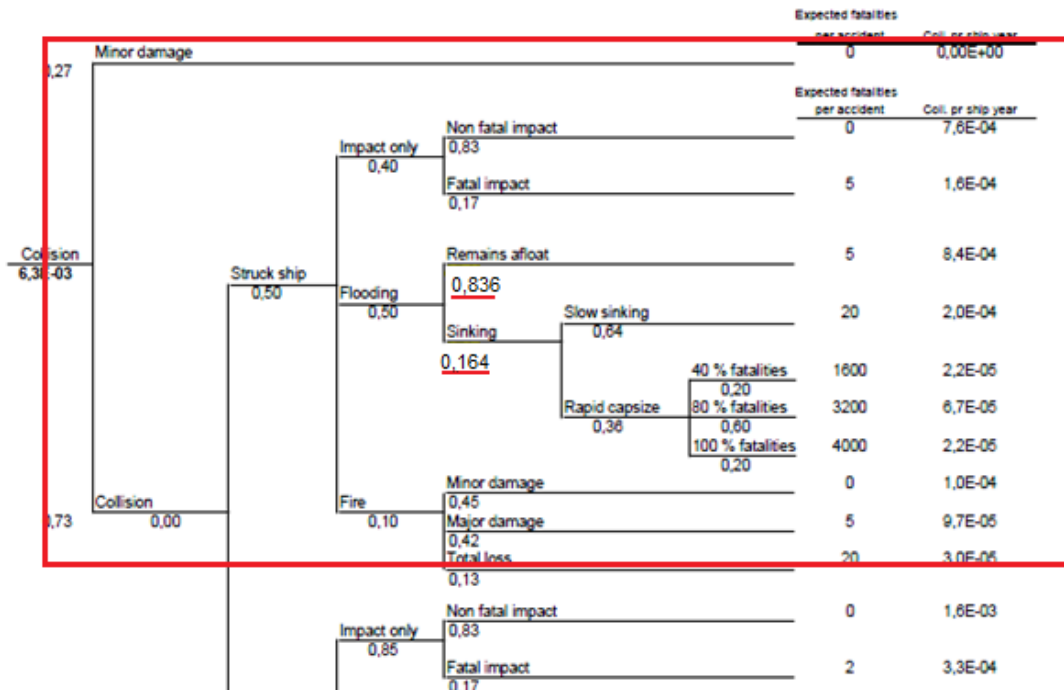 Expected fatalities
per accident Coll. pr ship year
Minor damage 0 0,00E+00
0,27
Expected fatalities
per accident Coll. pr ship year
Non fatal impact 0 7,6E-04
Impact only 0,83
0,40
Fatal impact 5 1,6E-04
0,17
Collision Remains afloat 5 8,4E-04
6,3E-03 Struck ship 0,836
0,50 Flooding
0,50 Slow sinking 20 2,0E-04
Sinking 0,64
0,164
40 % fatalities 1600 2,2E-05
0,20
Rapid capsize 80 % fatalities 3200 6,7E-05
0,36 0,60
100 % fatalities 4000 2,2E-05
0,20
Minor damage 0 1,0E-04
Collision Fire 0,45
0,73 0,00 0,10 Major damage 5 9,7E-05
0,42
Total loss 20 3,0E-05
0,13
Non fatal impact 0 1,6E-03
Impact only 0,83
0,85
Fatal impact 2 3,3E-04
0,17